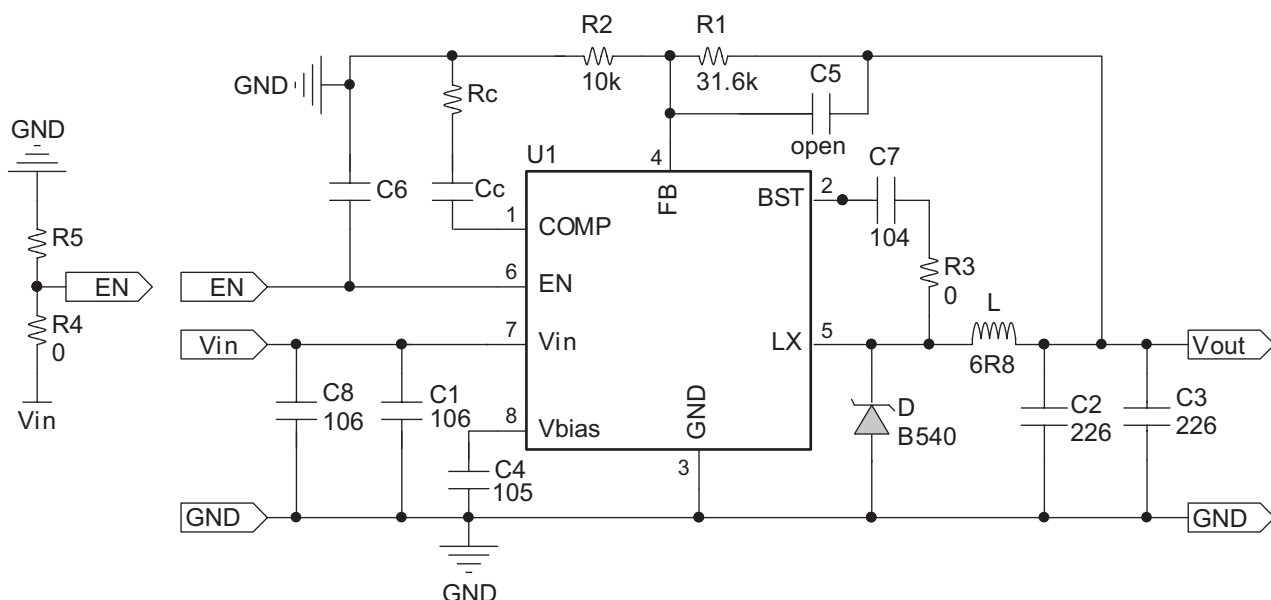 R2
R1
10k
31.6k
C5
open
GND
Rc
GND
U1
4
C7
C6
Cc
FB
BST
2
104
1
COMP
R5
R3
0
EN
EN
6
EN
R4
0
Vin
7
Vin
LX
5
L
6R8
Vout
Vin
C8
106
C1
106
8
Vbias
GND
D
B540
C2
226
C3
226
C4
105
3
GND
GND
GND